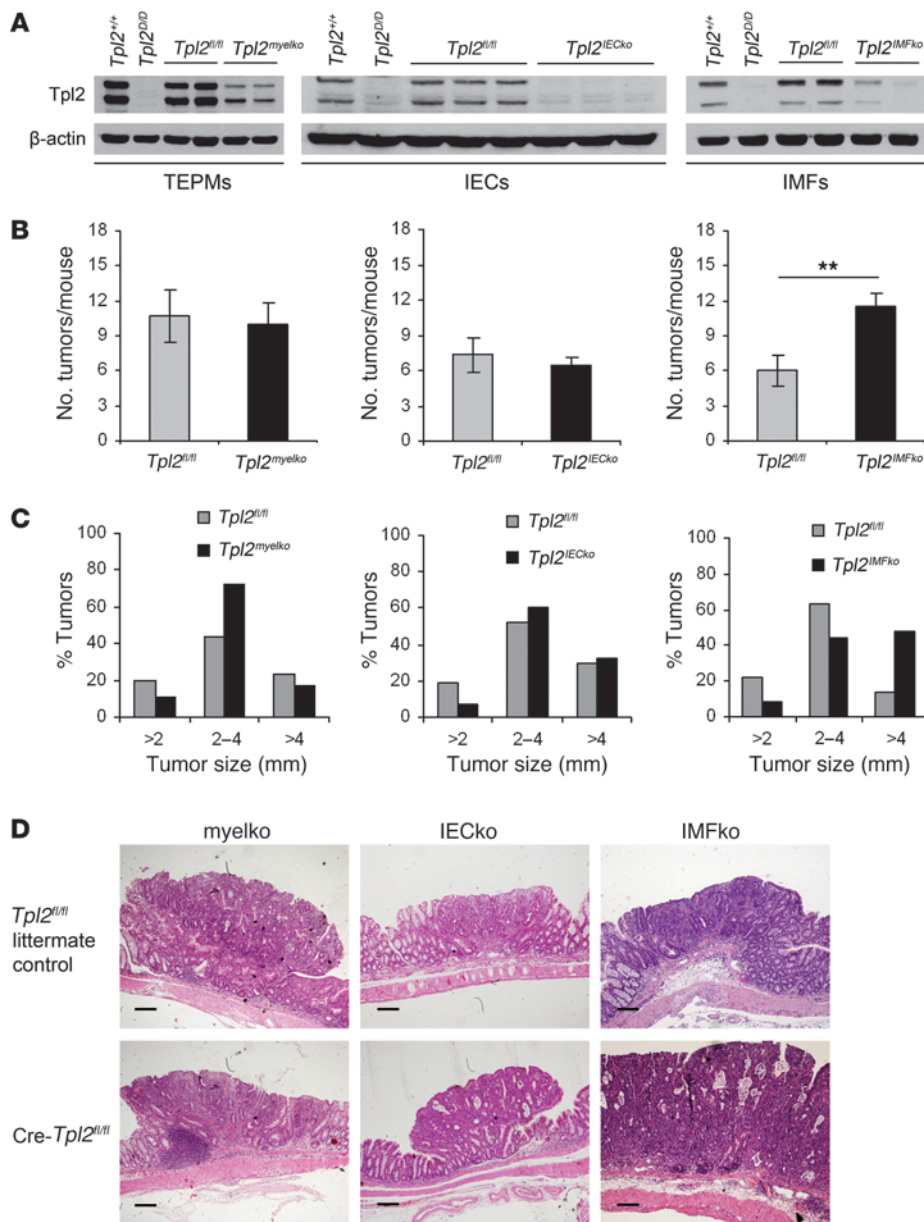 A
Tpl2+/+ Tpl2D/D Tpl2fl/fl Tpl2myelko
Tpl2+/+ Tpl2D/D Tpl2fl/fl Tpl2IECko
Tpl2+/+ Tpl2D/D Tpl2fl/fl Tpl2IMFko
Tpl2
β-actin
TEPMs IECs IMFs
B
No. tumors/mouse
18
15
12
9
6
3
0
Tpl2fl/fl Tpl2myelko
No. tumors/mouse
18
15
12
9
6
3
0
Tpl2fl/fl Tpl2IECko
No. tumors/mouse
18
15
12
9
6
3
0
**
Tpl2fl/fl Tpl2IMFko
C
Tpl2fl/fl
Tpl2myelko
% Tumors
100
80
60
40
20
0
>2 2–4 >4
Tumor size (mm)
Tpl2fl/fl
Tpl2IECko
% Tumors
100
80
60
40
20
0
>2 2–4 >4
Tumor size (mm)
Tpl2fl/fl
Tpl2IMFko
% Tumors
100
80
60
40
20
0
>2 2–4 >4
Tumor size (mm)
D
myelko IECko IMFko
Tpl2fl/fl
littermate
control
Cre-Tpl2fl/fl